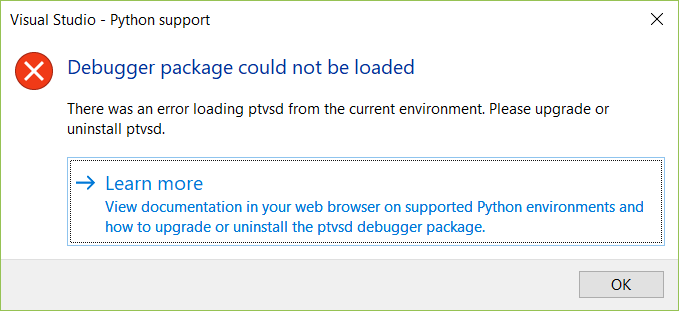 Visual Studio - Python support
Debugger package could not be loaded
There was an error loading ptvsd from the current environment. Please upgrade or
uninstall ptvsd.
Learn more
View documentation in your web browser on supported Python environments and
how to upgrade or uninstall the ptvsd debugger package.
OK